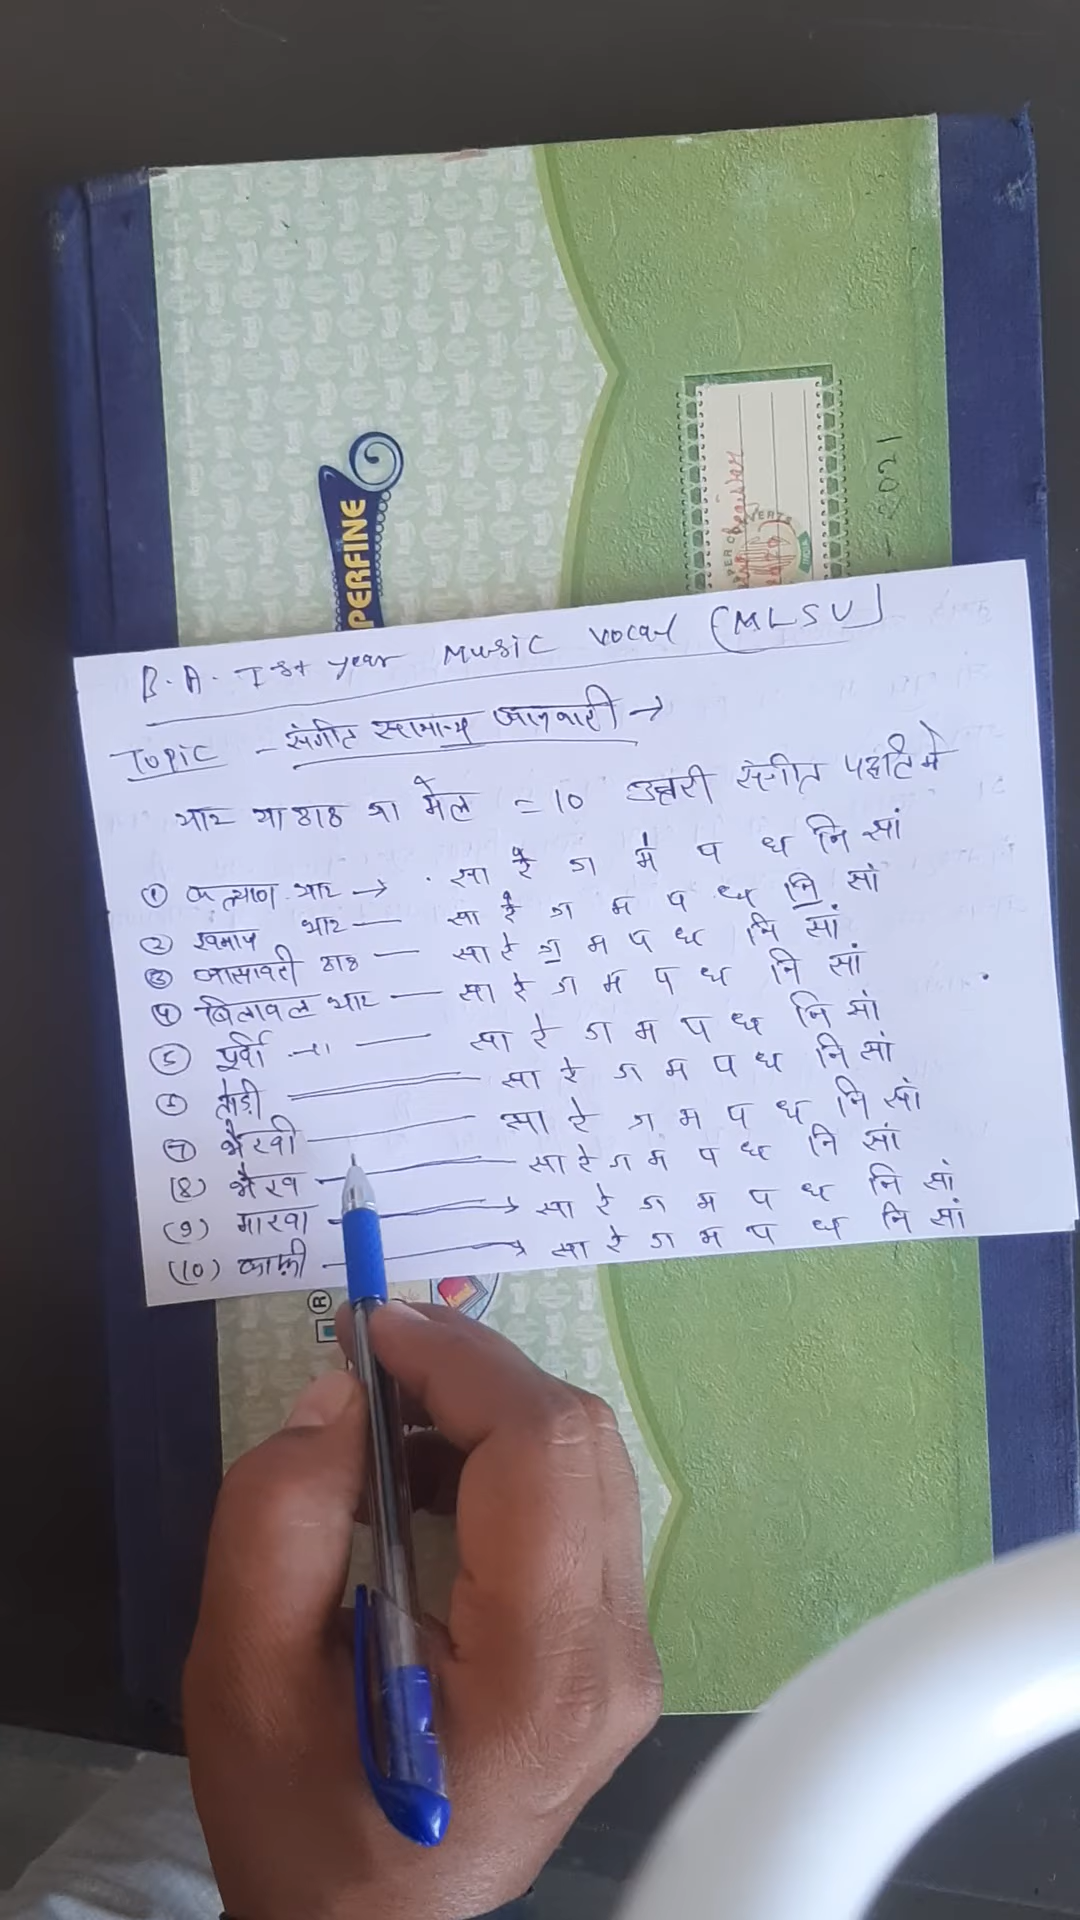 PERFINE
2021
B.A. Ist year Music Vocal (MLSU)
Topic - संगीत सामान्य जानकारी →
थाट या ठाठ का मेल = 10 उत्तरी संगीत पद्धति मे
① कल्याण थाट → सा रे ग मे प ध नि सां
② खमाज थाट — सा रे ग म प ध नि सां
③ आसावरी ठाठ — सा रे ग म प ध नि सां
④ बिलावल थाट — सा रे ग म प ध नि सां
⑤ पूर्वी —"— सा रे ग म प ध नि सां
⑥ तोड़ी — सा रे ग म प ध नि सां
⑦ भैरवी — सा रे ग म प ध नि सां
(8) भैरव — सा रे ग म प ध नि सां
(9) मारवा → सा रे ग म प ध नि सां
(10) काफी → सा रे ग म प ध नि सां